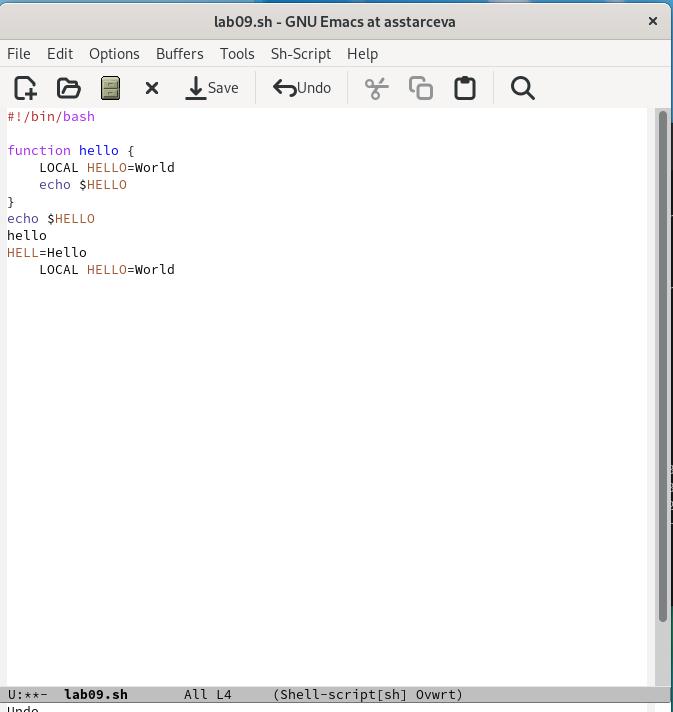 lab09.sh - GNU Emacs at asstarceva
File Edit Options Buffers Tools Sh-Script Help
Save Undo
#!/bin/bash
function hello {
    LOCAL HELLO=World
    echo $HELLO
}
echo $HELLO
hello
HELL=Hello
    LOCAL HELLO=World
U:**-  lab09.sh       All L4     (Shell-script[sh] Ovwrt)
Undo